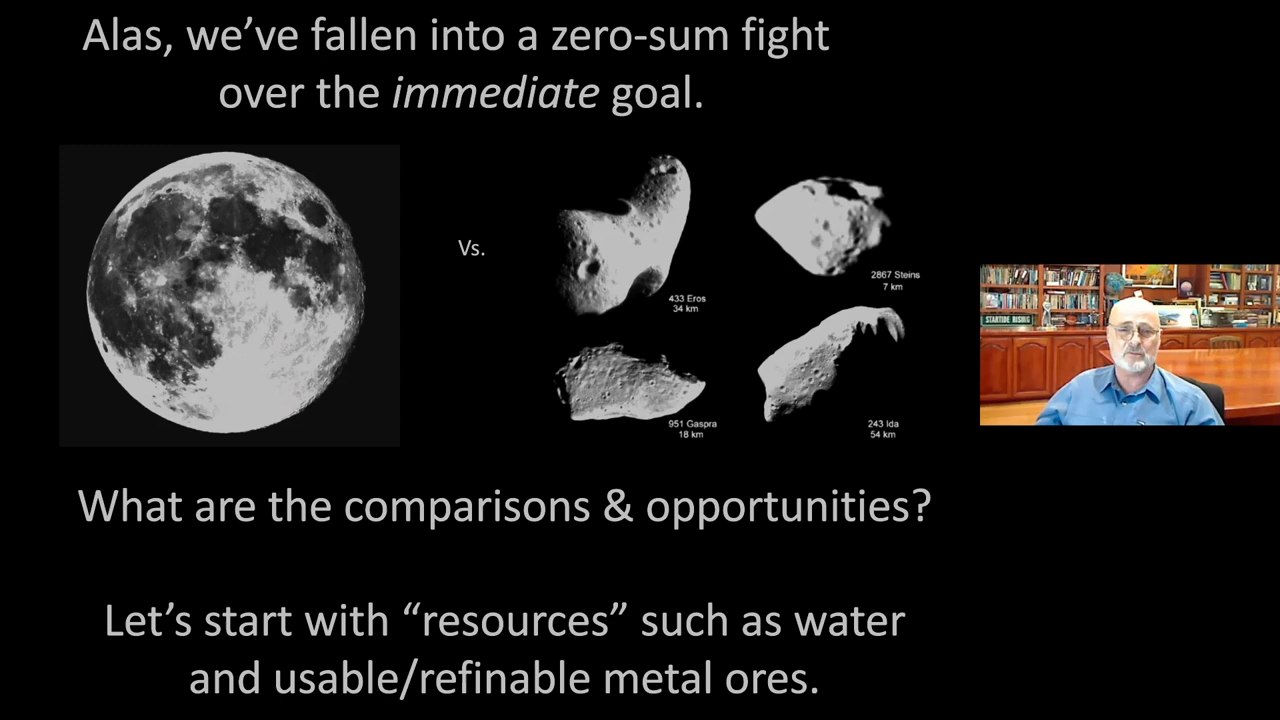 Alas, we’ve fallen into a zero-sum fight
over the immediate goal.
Vs.
433 Eros
34 km
2867 Steins
7 km
951 Gaspra
18 km
243 Ida
54 km
STARTIDE RISING
What are the comparisons & opportunities?
Let’s start with “resources” such as water
and usable/refinable metal ores.